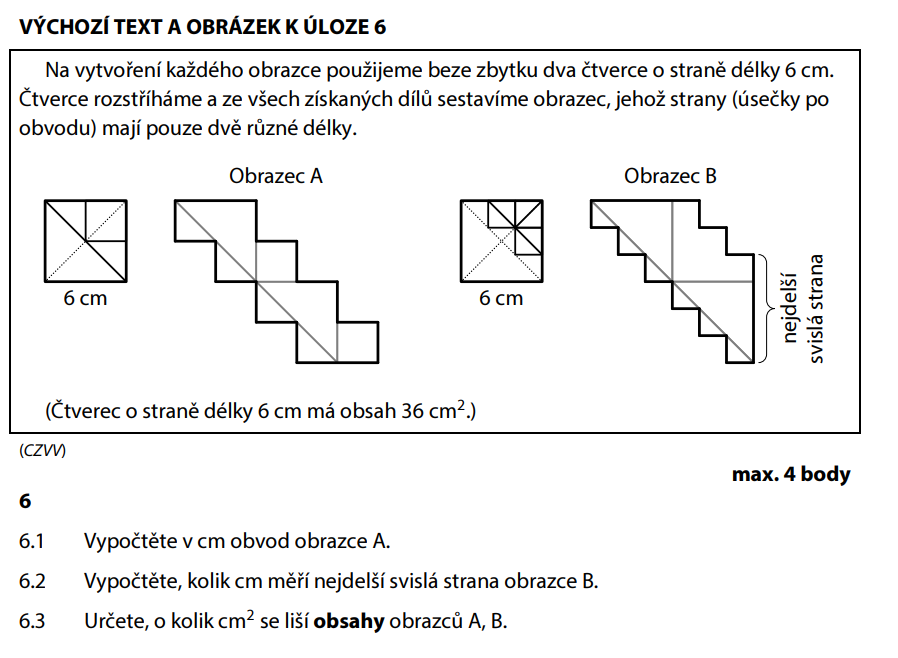 VÝCHOZÍ TEXT A OBRÁZEK K ÚLOZE 6
Na vytvoření každého obrazce použijeme beze zbytku dva čtverce o straně délky 6 cm.
Čtverce rozstříháme a ze všech získaných dílů sestavíme obrazec, jehož strany (úsečky po
obvodu) mají pouze dvě různé délky.
Obrazec A
Obrazec B
6 cm
6 cm
nejdelší
svislá strana
(Čtverec o straně délky 6 cm má obsah 36 cm².)
(CZVV)
max. 4 body
6
6.1 Vypočtěte v cm obvod obrazce A.
6.2 Vypočtěte, kolik cm měří nejdelší svislá strana obrazce B.
6.3 Určete, o kolik cm² se liší obsahy obrazců A, B.